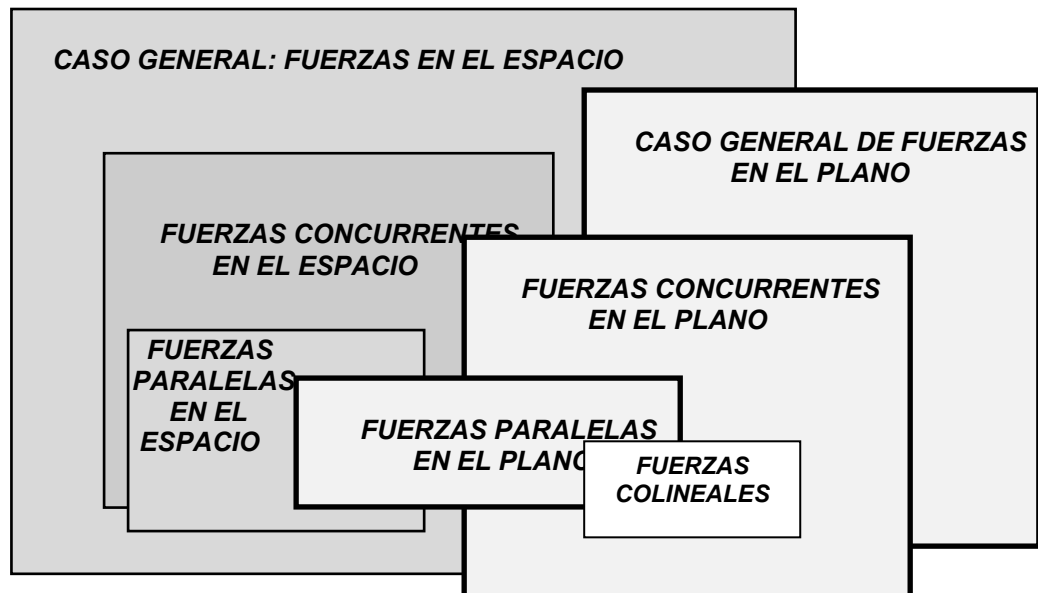 CASO GENERAL: FUERZAS EN EL ESPACIO
CASO GENERAL DE FUERZAS
EN EL PLANO
FUERZAS CONCURRENTES
EN EL ESPACIO
FUERZAS CONCURRENTES
EN EL PLANO
FUERZAS
PARALELAS
EN EL
ESPACIO
FUERZAS PARALELAS
EN EL PLANO
FUERZAS
COLINEALES